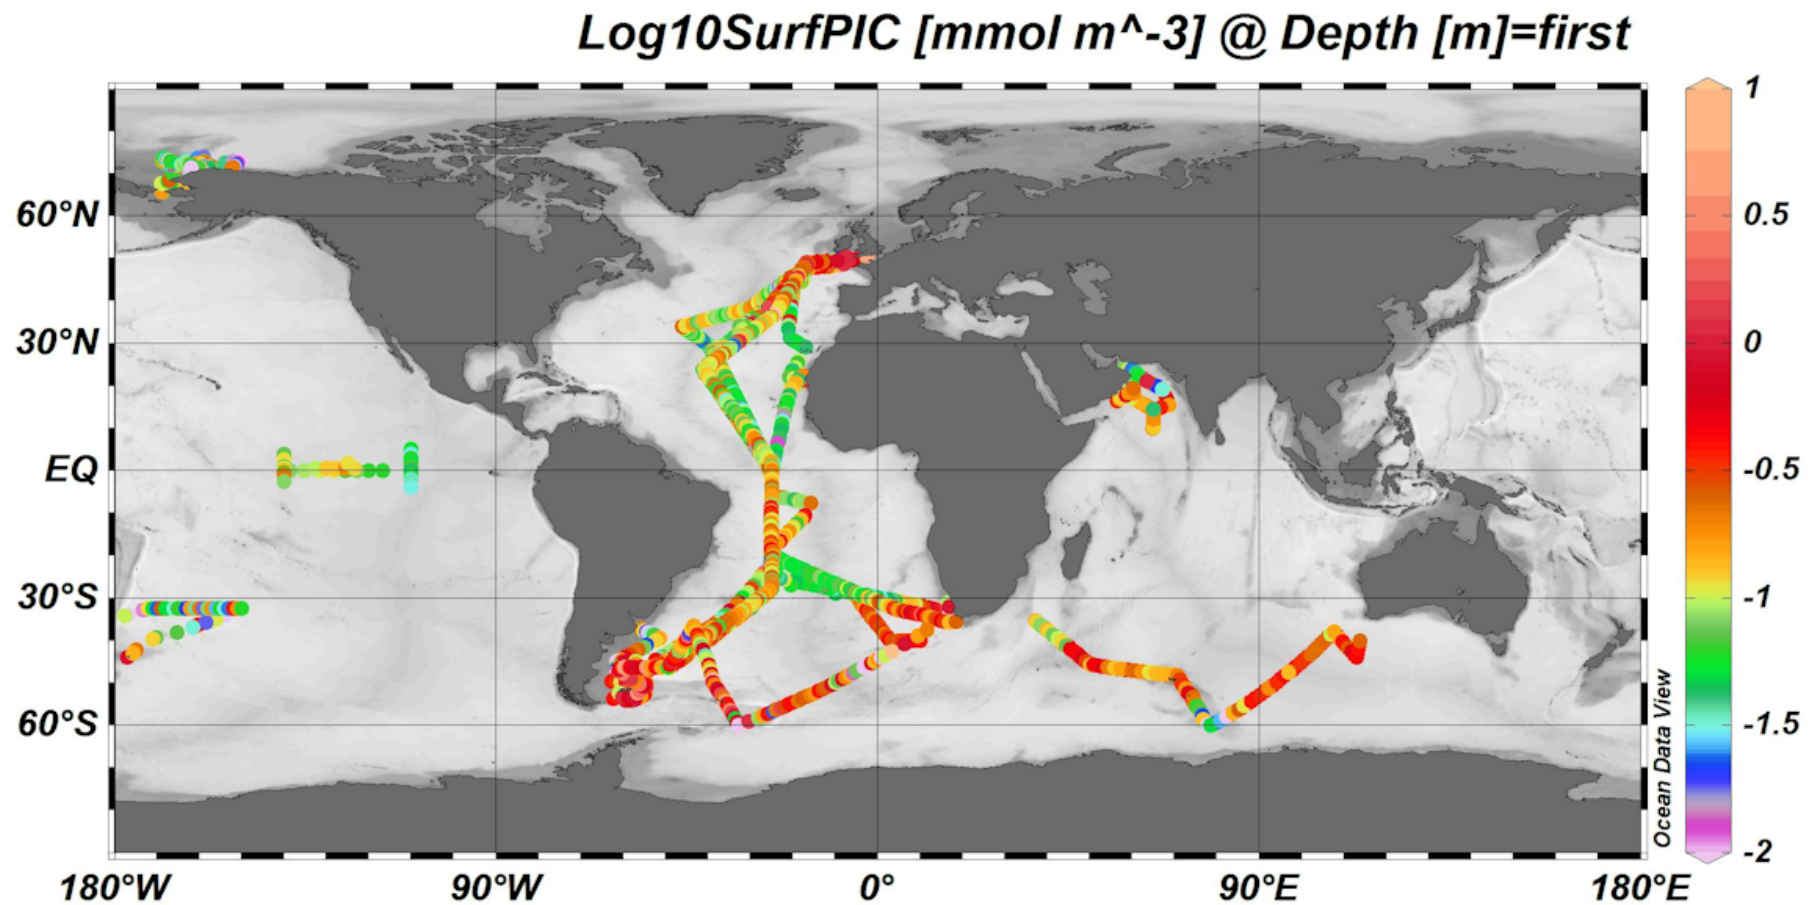 Log10SurfPIC [mmol m^-3] @ Depth [m]=first
60°N
30°N
EQ
30°S
60°S
180°W
90°W
0°
90°E
180°E
1
0.5
0
-0.5
-1
-1.5
-2
Ocean Data View